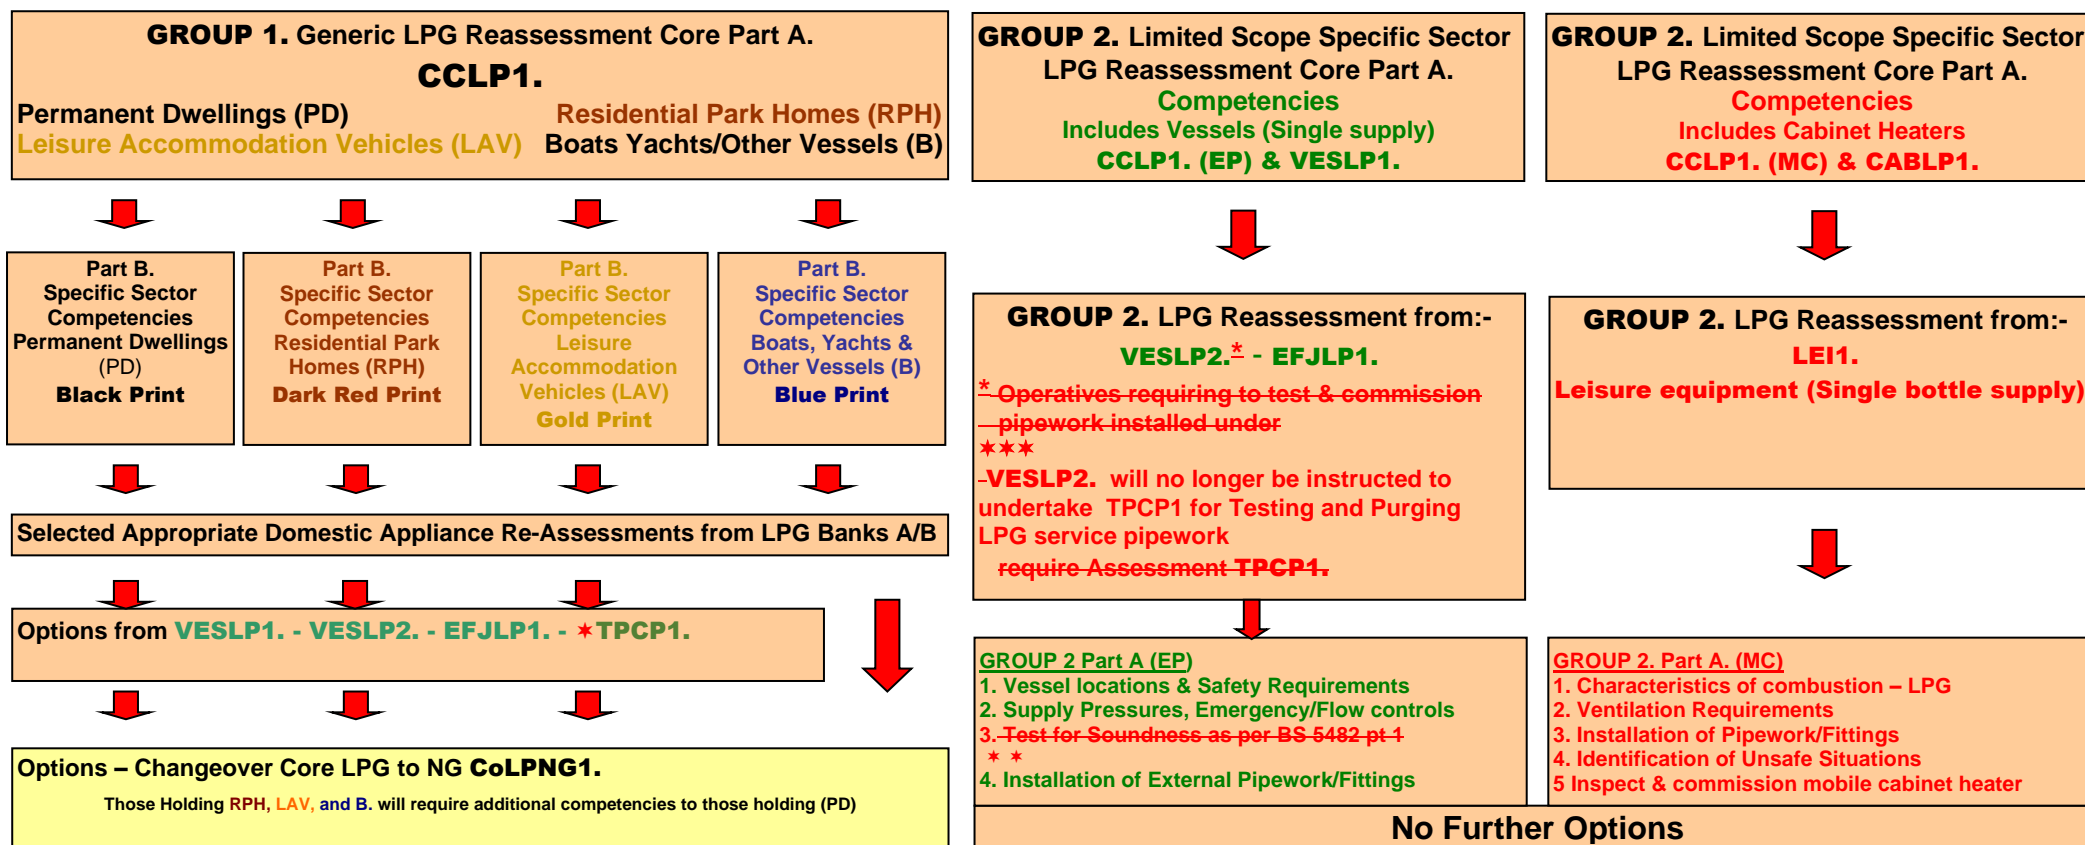 GROUP 1. Generic LPG Reassessment Core Part A.
CCLP1.
Permanent Dwellings (PD) Residential Park Homes (RPH)
Leisure Accommodation Vehicles (LAV) Boats Yachts/Other Vessels (B)
GROUP 2. Limited Scope Specific Sector
LPG Reassessment Core Part A.
Competencies
Includes Vessels (Single supply)
CCLP1. (EP) & VESLP1.
GROUP 2. Limited Scope Specific Sector
LPG Reassessment Core Part A.
Competencies
Includes Cabinet Heaters
CCLP1. (MC) & CABLP1.
Part B.
Specific Sector
Competencies
Permanent Dwellings
(PD)
Black Print
Part B.
Specific Sector
Competencies
Residential Park
Homes (RPH)
Dark Red Print
Part B.
Specific Sector
Competencies
Leisure
Accommodation
Vehicles (LAV)
Gold Print
Part B.
Specific Sector
Competencies
Boats, Yachts &
Other Vessels (B)
Blue Print
GROUP 2. LPG Reassessment from:-
VESLP2.* - EFJLP1.
* Operatives requiring to test & commission
pipework installed under
***
VESLP2. will no longer be instructed to
undertake TPCP1 for Testing and Purging
LPG service pipework
require Assessment TPCP1.
GROUP 2. LPG Reassessment from:-
LEI1.
Leisure equipment (Single bottle supply)
Selected Appropriate Domestic Appliance Re-Assessments from LPG Banks A/B
Options from VESLP1. - VESLP2. - EFJLP1. - *TPCP1.
Options – Changeover Core LPG to NG CoLPNG1.
Those Holding RPH, LAV, and B. will require additional competencies to those holding (PD)
GROUP 2 Part A (EP)
1. Vessel locations & Safety Requirements
2. Supply Pressures, Emergency/Flow controls
3. Test for Soundness as per BS 5482 pt 1
* *
4. Installation of External Pipework/Fittings
GROUP 2. Part A. (MC)
1. Characteristics of combustion – LPG
2. Ventilation Requirements
3. Installation of Pipework/Fittings
4. Identification of Unsafe Situations
5 Inspect & commission mobile cabinet heater
No Further Options